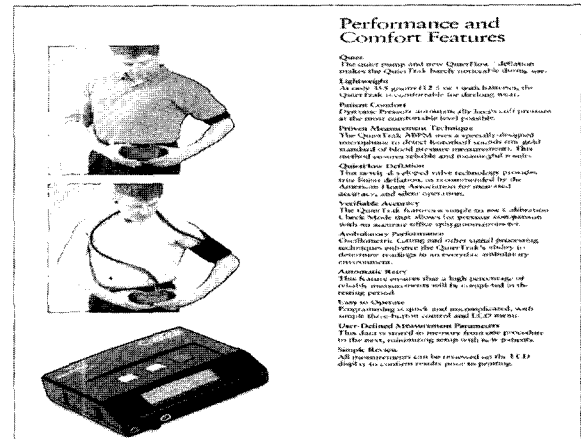 Performance and
Comfort Features
Quiet
The quiet pump and new QuietFlow deflation
makes the QuietTrak barely noticeable during use.
Lightweight
At only with batteries, the
QuietTrak is comfortable for daylong wear.
Patient Comfort
Dynamic Pressure automatically keeps cuff pressure
at the most comfortable level possible.
Proven Measurement Technique
The QuietTrak ABPM uses a specially designed
microphone to detect Korotkoff sounds gold
standard of blood pressure measurements. This
method ensures reliable and meaningful results.
QuietFlow Deflation
This newly developed valve technology provides
true linear deflation, as recommended by the
American Heart Association for increased
accuracy, and silent operation.
Verifiable Accuracy
The QuietTrak features a simple to use Calibration
Check Mode that allows for pressure comparison
with an accurate office sphygmomanometer.
Ambulatory Performance
Oscillometric Gating and other signal processing
techniques enhance the QuietTrak's ability to
determine readings in an everyday ambulatory
environment.
Automatic Retry
This feature ensures that a high percentage of
reliable measurements will be completed in the
testing period.
Easy to Operate
Programming is quick and uncomplicated, with
simple three-button control and LCD menu.
User-Defined Measurement Parameters
This data is stored in memory from one procedure
to the next, minimizing setup with new patients.
Simple Review
All measurements can be reviewed on the LCD
display to confirm results prior to printing.